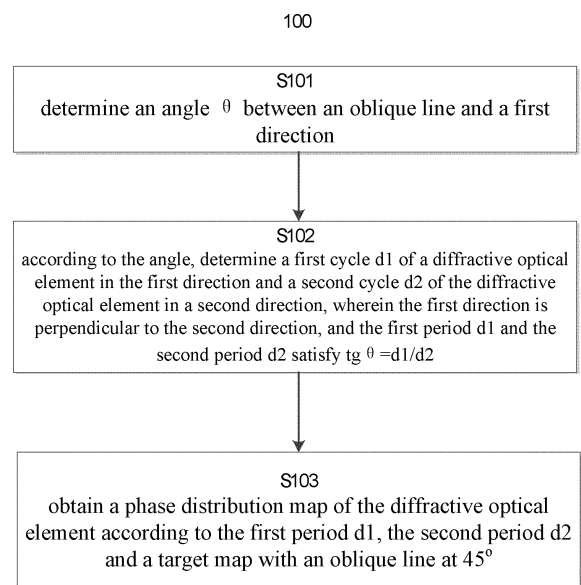 100
S101
determine an angle θ between an oblique line and a first
direction
S102
according to the angle, determine a first cycle d1 of a diffractive optical
element in the first direction and a second cycle d2 of the diffractive
optical element in a second direction, wherein the first direction is
perpendicular to the second direction, and the first period d1 and the
second period d2 satisfy tg θ =d1/d2
S103
obtain a phase distribution map of the diffractive optical
element according to the first period d1, the second period d2
and a target map with an oblique line at 45°